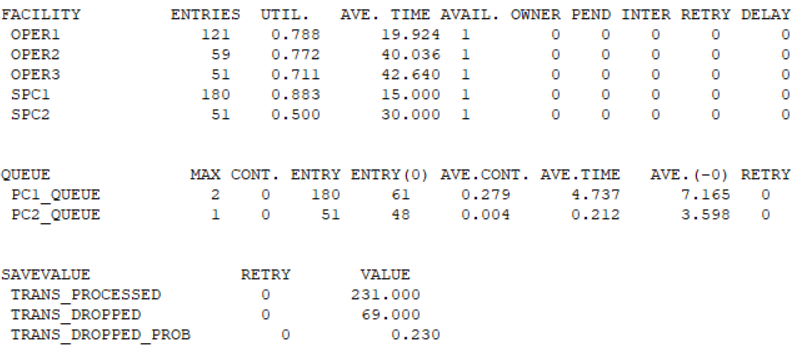 FACILITY ENTRIES UTIL. AVE. TIME AVAIL. OWNER PEND INTER RETRY DELAY
OPER1 121 0.788 19.924 1 0 0 0 0 0
OPER2 59 0.772 40.036 1 0 0 0 0 0
OPER3 51 0.711 42.640 1 0 0 0 0 0
SPC1 180 0.883 15.000 1 0 0 0 0 0
SPC2 51 0.500 30.000 1 0 0 0 0 0
QUEUE MAX CONT. ENTRY ENTRY(0) AVE.CONT. AVE.TIME AVE.(-0) RETRY
PC1_QUEUE 2 0 180 61 0.279 4.737 7.165 0
PC2_QUEUE 1 0 51 48 0.004 0.212 3.598 0
SAVEVALUE RETRY VALUE
TRANS_PROCESSED 0 231.000
TRANS_DROPPED 0 69.000
TRANS_DROPPED_PROB 0 0.230